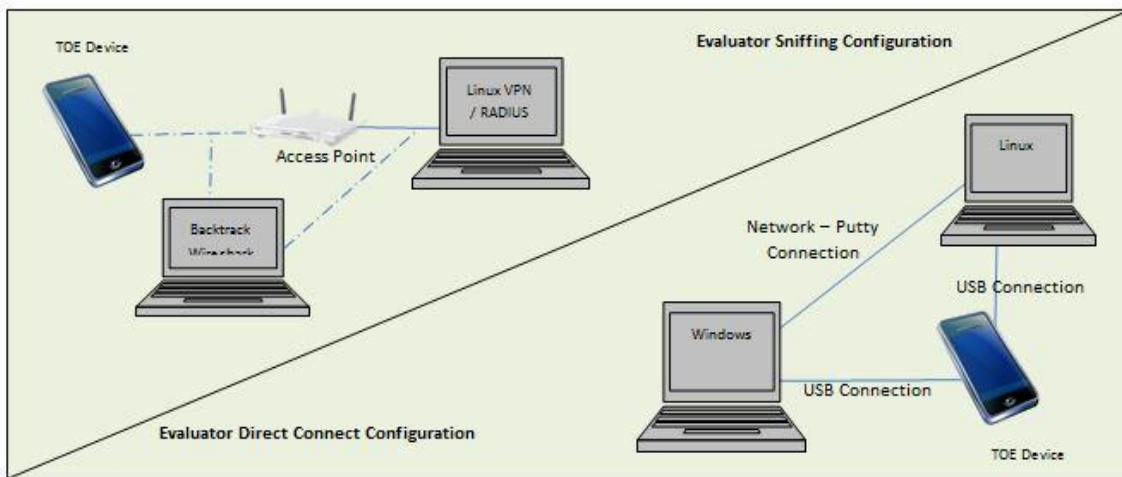 TOE Device
Evaluator Sniffing Configuration
Linux VPN
/ RADIUS
Access Point
Backtrack
Wireshark
Linux
Network – Putty
Connection
USB Connection
Windows
USB Connection
Evaluator Direct Connect Configuration
TOE Device